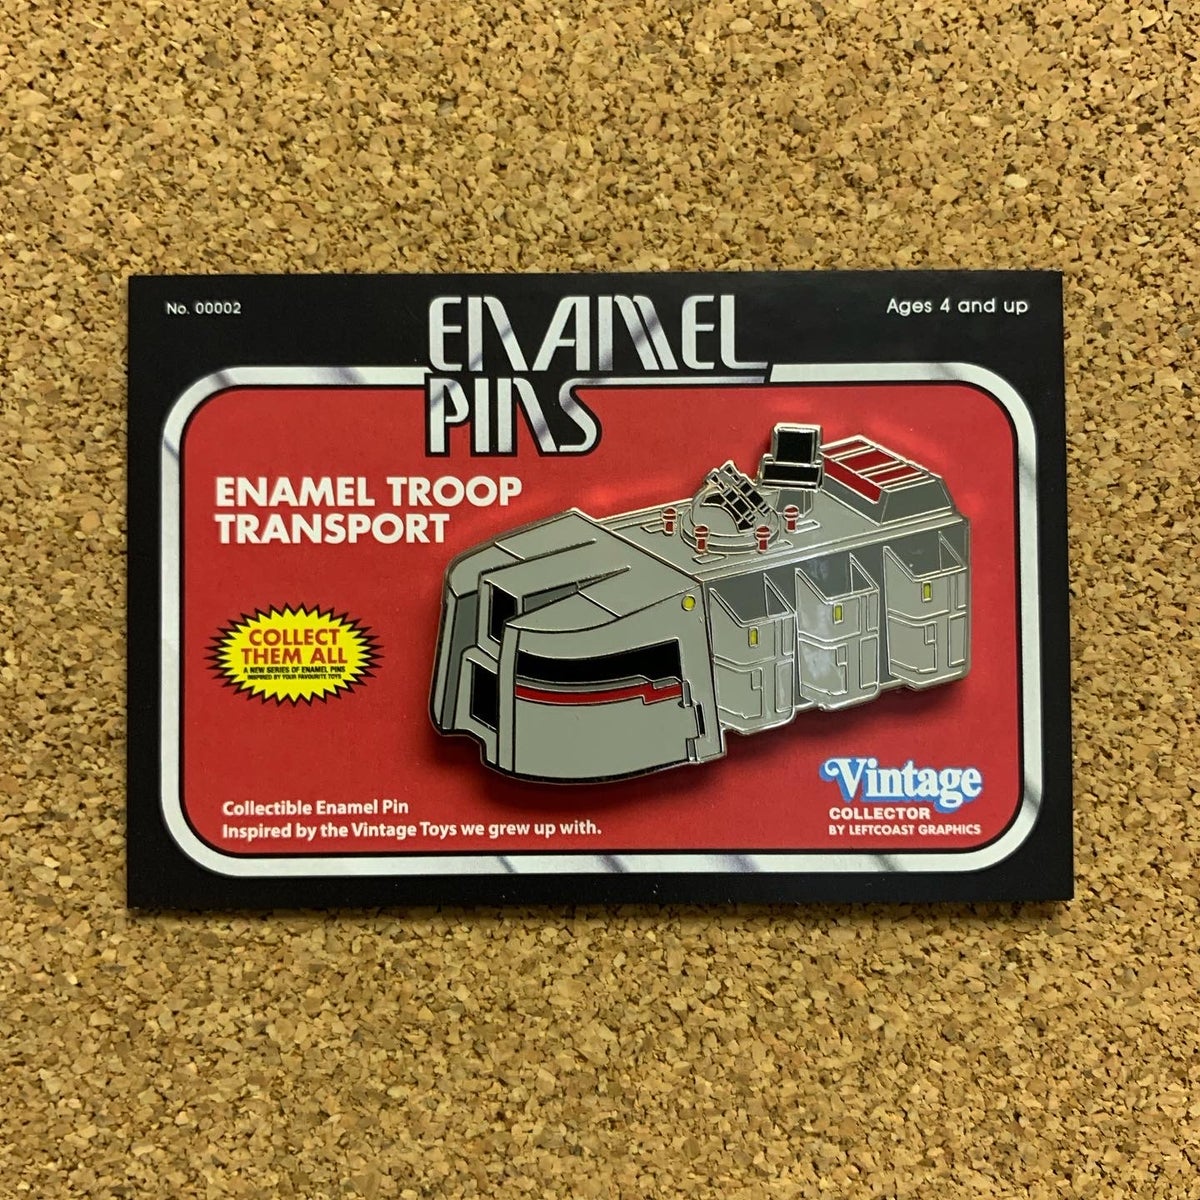 No. 00002
Ages 4 and up
ENAMEL
PINS
ENAMEL TROOP
TRANSPORT
COLLECT
THEM ALL
A NEW SERIES OF ENAMEL PINS
INSPIRED BY YOUR FAVOURITE TOYS
Collectible Enamel Pin
Inspired by the Vintage Toys we grew up with.
Vintage
COLLECTOR
BY LEFTCOAST GRAPHICS